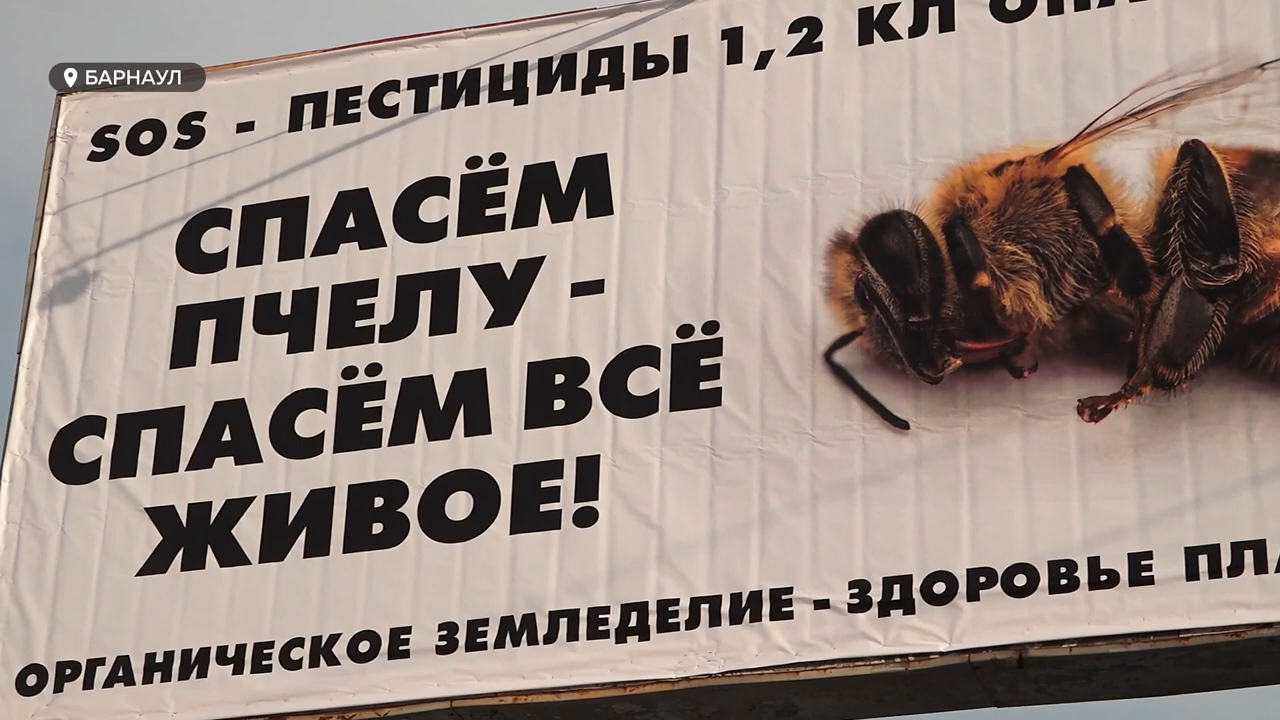 БАРНАУЛ
SOS - ПЕСТИЦИДЫ 1,2 КЛ
СПАСЁМ
ПЧЕЛУ -
СПАСЁМ ВСЁ
ЖИВОЕ!
ОРГАНИЧЕСКОЕ ЗЕМЛЕДЕЛИЕ - ЗДОРОВЬЕ